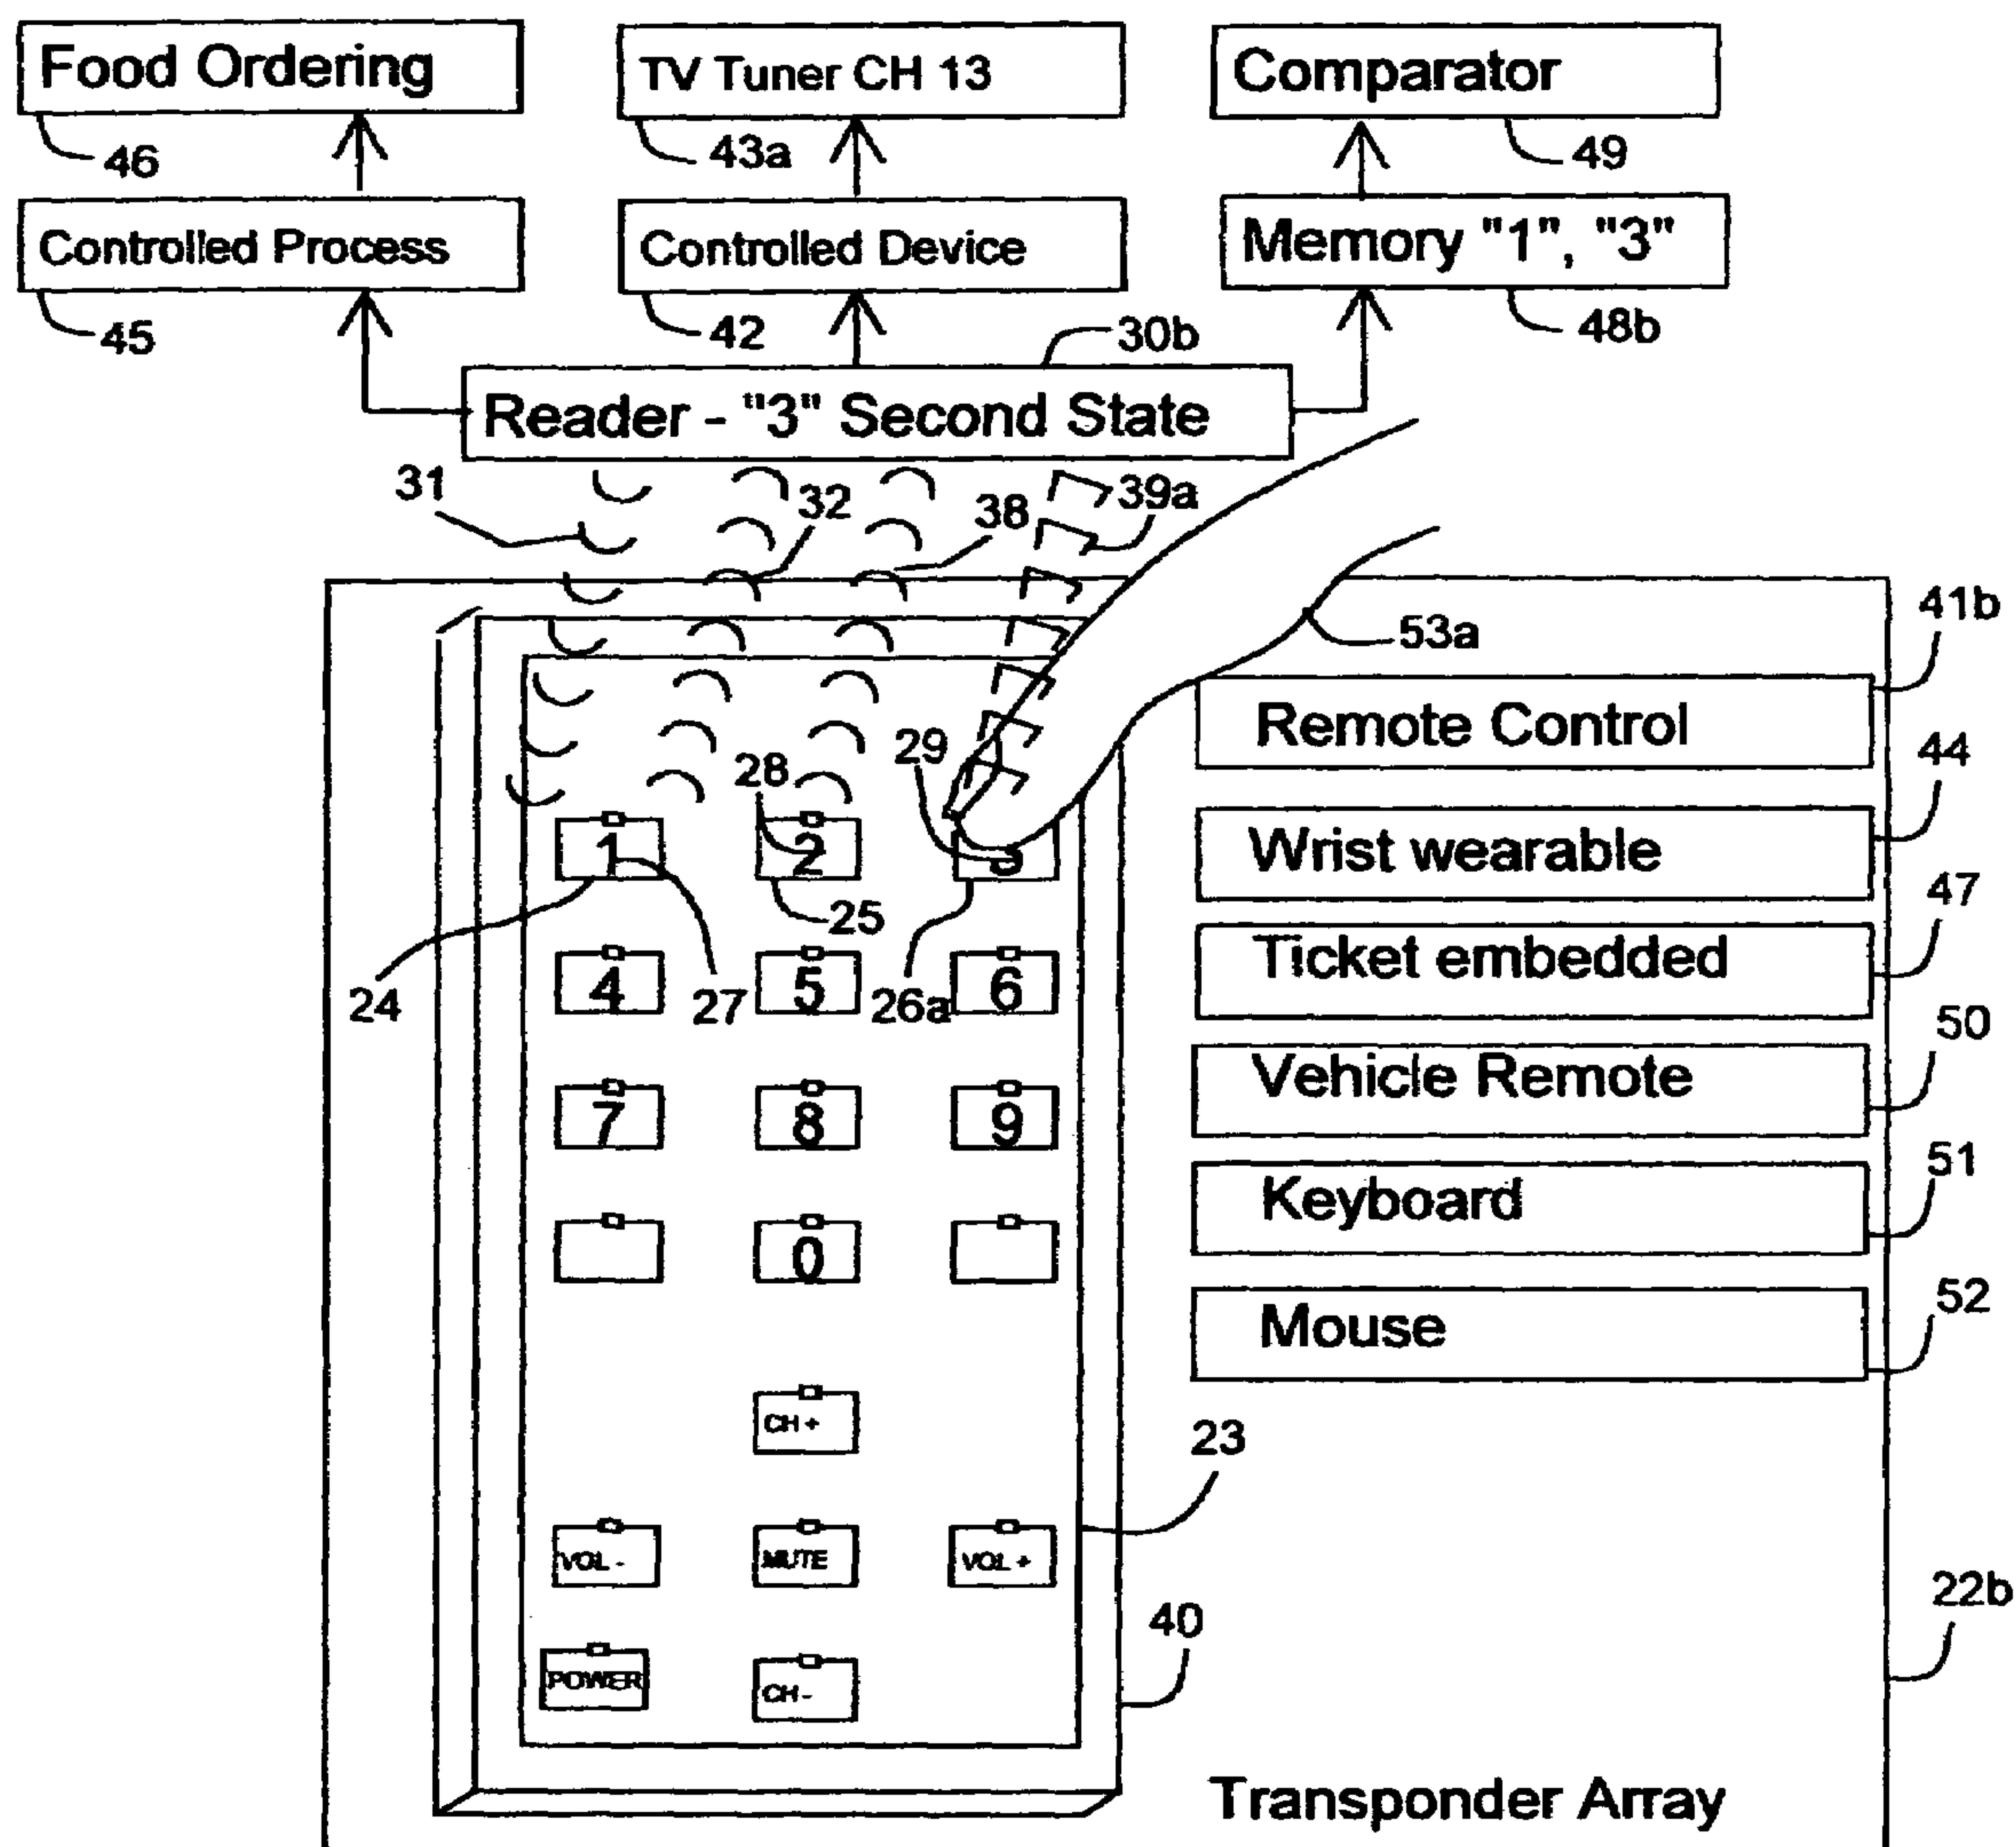 Food Ordering
TV Tuner CH 13
Comparator
46
43a
49
Controlled Process
Controlled Device
Memory "1", "3"
45
42
30b
48b
Reader - "3" Second State
31
32
38
39a
41b
53a
Remote Control
28
29
44
Wrist wearable
1
2
3
47
25
Ticket embedded
24
27
26a
4
5
6
50
Vehicle Remote
7
8
9
51
Keyboard
0
52
Mouse
CH +
23
VOL -
MUTE
VOL +
22b
40
POWER
CH -
Transponder Array